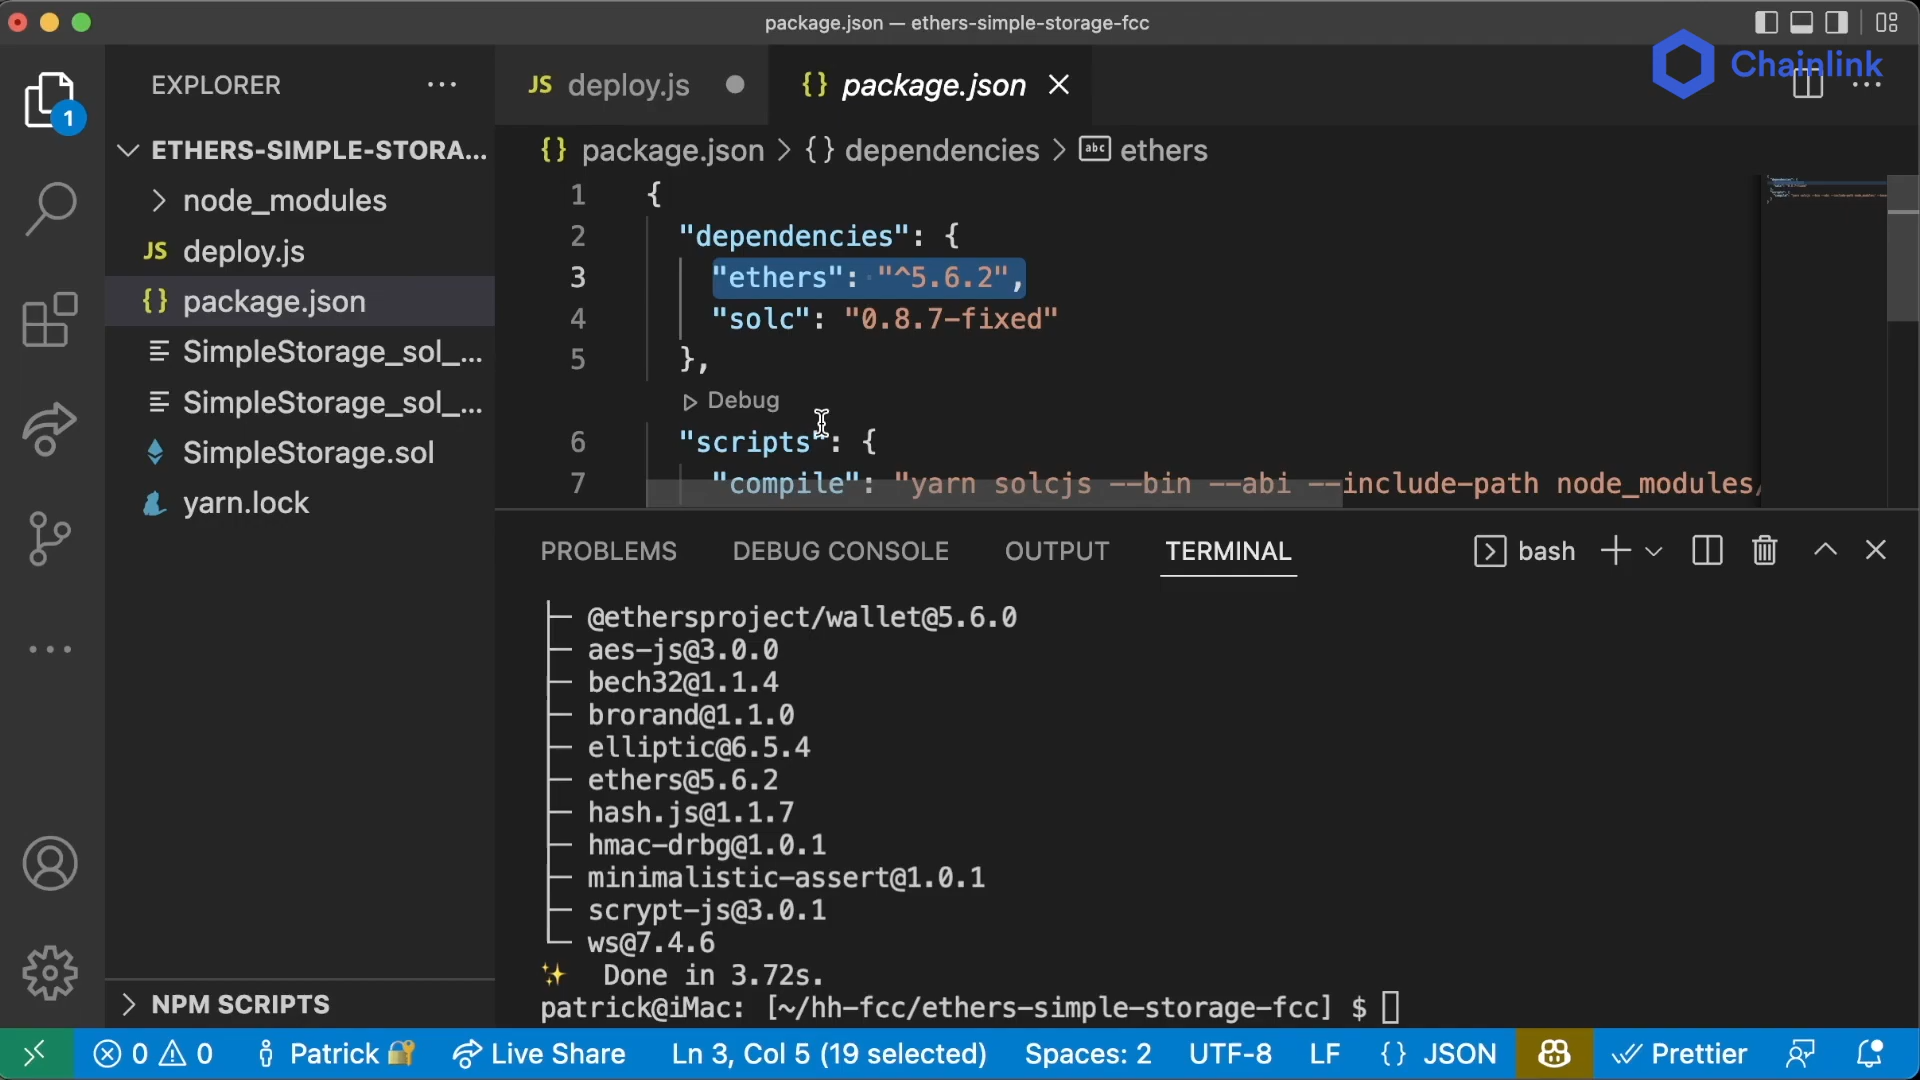 package.json — ethers-simple-storage-fcc
Chainlink
EXPLORER
1
ETHERS-SIMPLE-STORA...
node_modules
JS deploy.js
{} package.json
SimpleStorage_sol_...
SimpleStorage_sol_...
SimpleStorage.sol
yarn.lock
NPM SCRIPTS
JS deploy.js
{} package.json
{} package.json > {} dependencies > abc ethers
1 {
2 "dependencies": {
3 "ethers": "^5.6.2",
4 "solc": "0.8.7-fixed"
5 },
Debug
6 "scripts": {
7 "compile": "yarn solcjs --bin --abi --include-path node_modules/
PROBLEMS DEBUG CONSOLE OUTPUT TERMINAL bash
├─ @ethersproject/wallet@5.6.0
├─ aes-js@3.0.0
├─ bech32@1.1.4
├─ brorand@1.1.0
├─ elliptic@6.5.4
├─ ethers@5.6.2
├─ hash.js@1.1.7
├─ hmac-drbg@1.0.1
├─ minimalistic-assert@1.0.1
├─ scrypt-js@3.0.1
└─ ws@7.4.6
✨ Done in 3.72s.
patrick@iMac: [~/hh-fcc/ethers-simple-storage-fcc] $
0 0 Patrick 🔐 Live Share Ln 3, Col 5 (19 selected) Spaces: 2 UTF-8 LF {} JSON Prettier